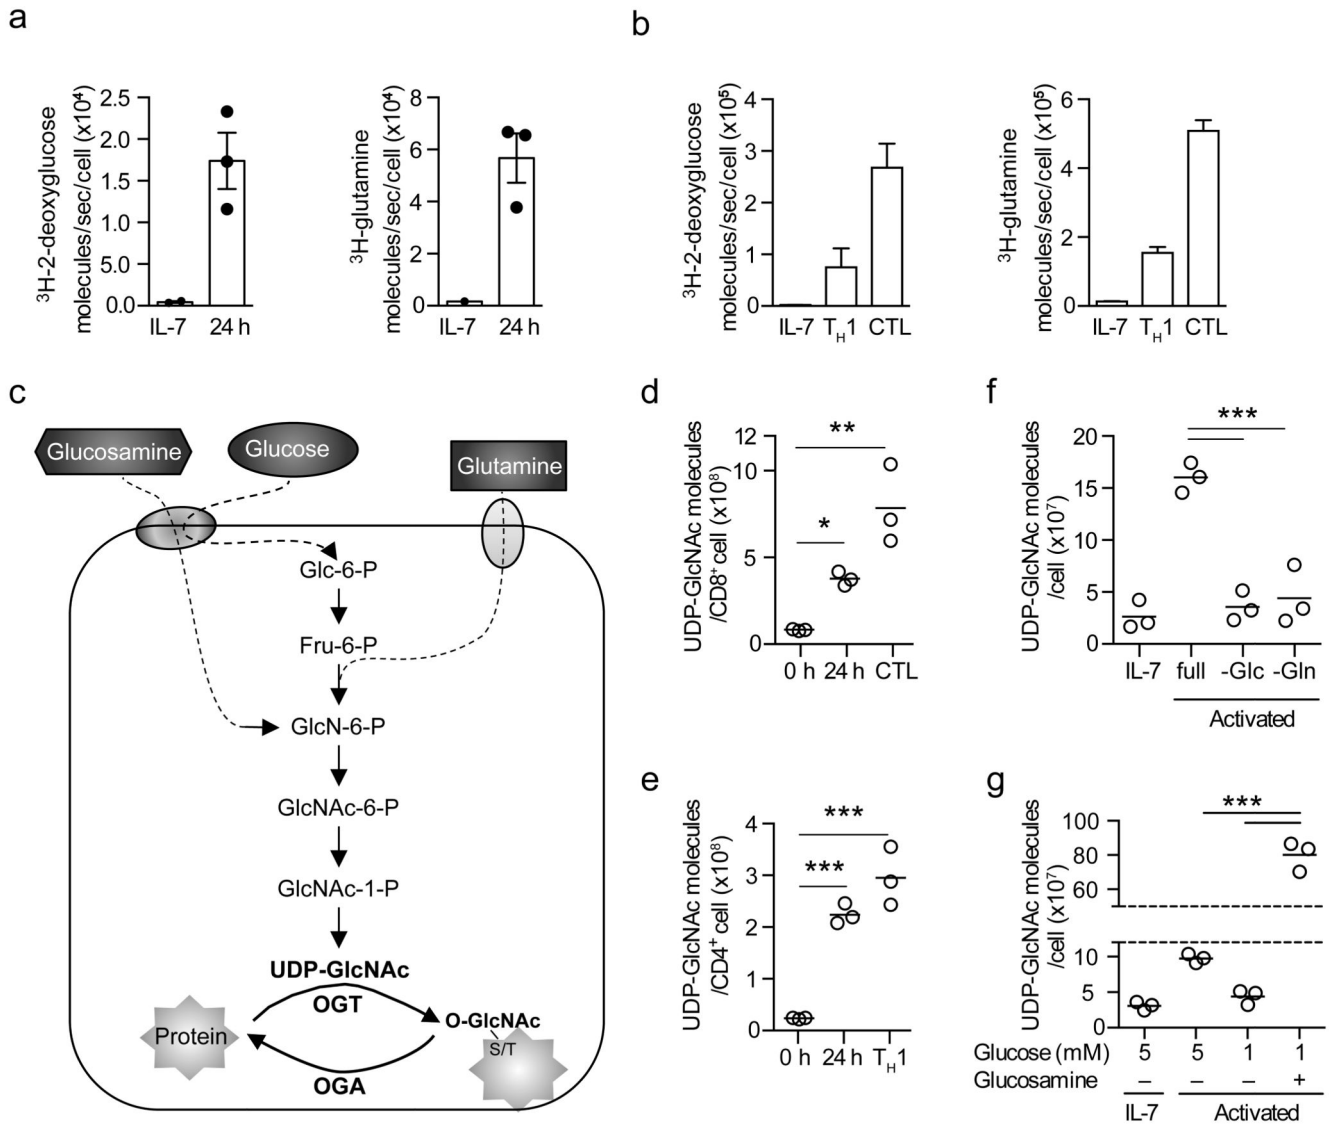 a
³H-2-deoxyglucose
molecules/sec/cell (x10⁴)
2.5
2.0
1.5
1.0
5.0
0.0
IL-7 24 h
³H-glutamine
molecules/sec/cell (x10⁴)
8
6
4
2
0
IL-7 24 h
b
³H-2-deoxyglucose
molecules/sec/cell (x10⁵)
4
3
2
1
0
IL-7 TH1 CTL
³H-glutamine
molecules/sec/cell (x10⁵)
6
4
2
0
IL-7 TH1 CTL
c
Glucosamine
Glucose
Glutamine
Glc-6-P
Fru-6-P
GlcN-6-P
GlcNAc-6-P
GlcNAc-1-P
UDP-GlcNAc
OGT
Protein
O-GlcNAc
S/T
OGA
d
UDP-GlcNAc molecules
/CD8⁺ cell (x10⁸)
12
10
5
0
**
*
0 h 24 h CTL
e
UDP-GlcNAc molecules
/CD4⁺ cell (x10⁸)
4
3
2
1
0
***
***
0 h 24 h TH1
f
UDP-GlcNAc molecules
/cell (x10⁷)
20
15
10
5
0
***
IL-7 full -Glc -Gln
Activated
g
UDP-GlcNAc molecules
/cell (x10⁷)
100
80
60
10
5
0
***
Glucose (mM) 5 5 1 1
Glucosamine – – – +
IL-7 Activated